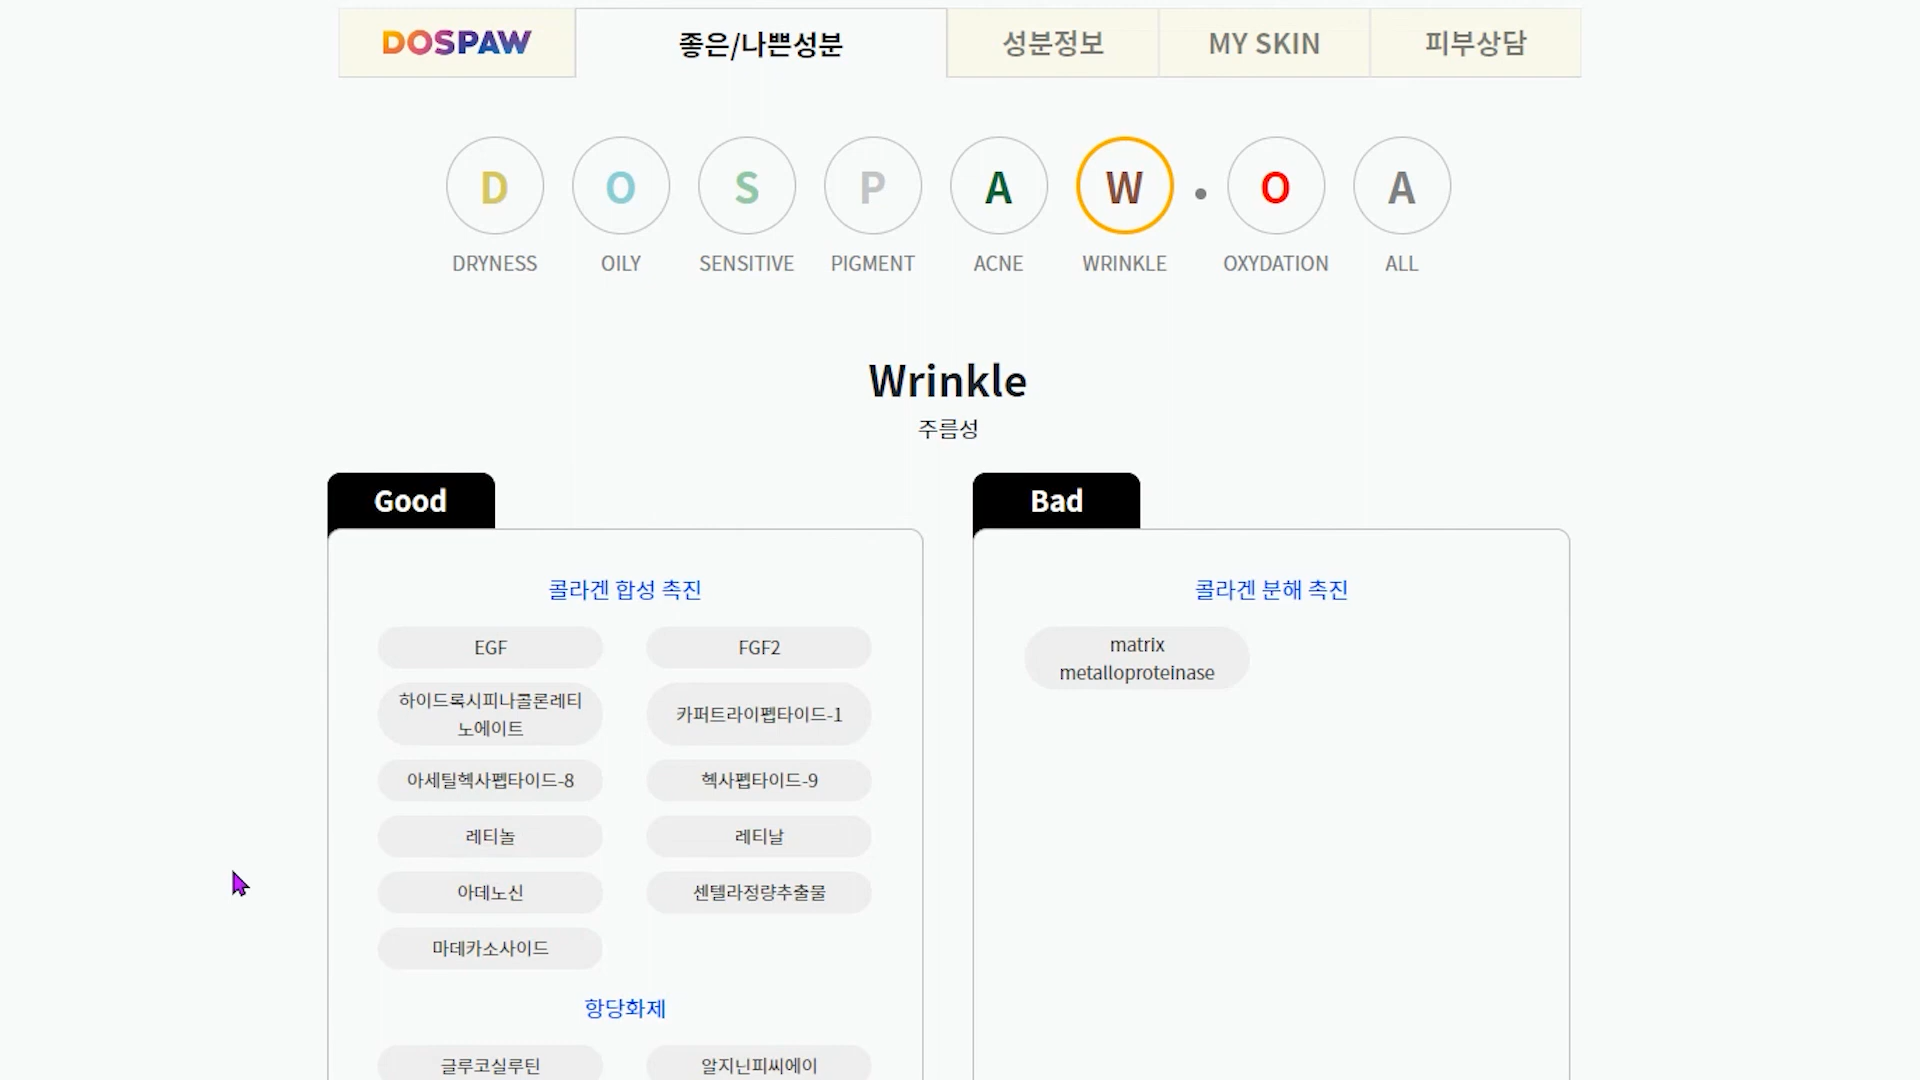 DOSPAW
좋은/나쁜성분
성분정보
MY SKIN
피부상담
D
O
S
P
A
W
O
A
DRYNESS
OILY
SENSITIVE
PIGMENT
ACNE
WRINKLE
OXYDATION
ALL
Wrinkle
주름성
Good
콜라겐 합성 촉진
EGF
FGF2
하이드록시피나콜론레티
노에이트
카퍼트라이펩타이드-1
아세틸헥사펩타이드-8
헥사펩타이드-9
레티놀
레티날
아데노신
센텔라정량추출물
마데카소사이드
항당화제
글루코실루틴
알지닌피씨에이
Bad
콜라겐 분해 촉진
matrix
metalloproteinase